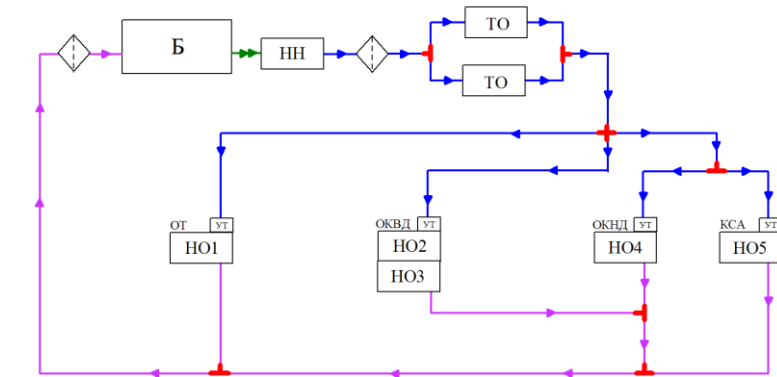 ТО
Б
НН
ТО
ОТ УТ
НО1
ОКВД УТ
НО2
НО3
ОКНД УТ
НО4
КСА УТ
НО5